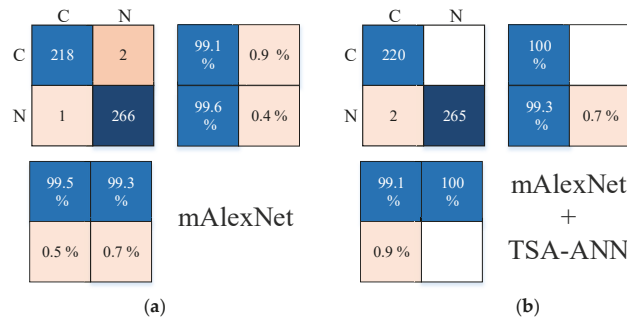 C N
C 218 2 99.1 % 0.9 %
N 1 266 99.6 % 0.4 %
99.5 % 99.3 %
0.5 % 0.7 %
mAlexNet
(a)
C N
C 220 100 %
N 2 265 99.3 % 0.7 %
99.1 % 100 %
0.9 %
mAlexNet
+
TSA-ANN
(b)